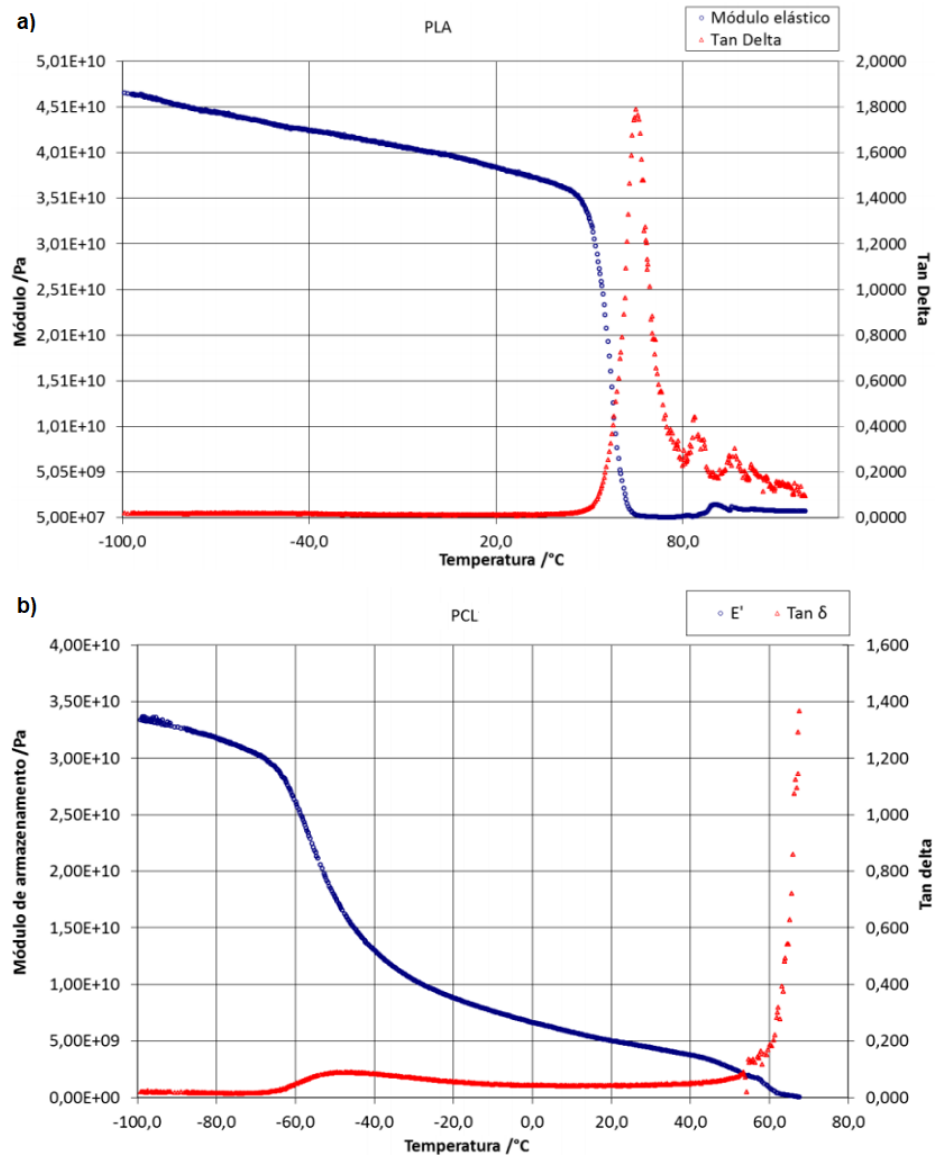 a)
PLA
Módulo elástico
Tan Delta
5,01E+10
4,51E+10
4,01E+10
3,51E+10
3,01E+10
2,51E+10
2,01E+10
1,51E+10
1,01E+10
5,05E+09
5,00E+07
Módulo /Pa
2,0000
1,8000
1,6000
1,4000
1,2000
1,0000
0,8000
0,6000
0,4000
0,2000
0,0000
Tan Delta
-100,0 -40,0 20,0 80,0
Temperatura /°C
b)
PCL
E' Tan δ
4,00E+10
3,50E+10
3,00E+10
2,50E+10
2,00E+10
1,50E+10
1,00E+10
5,00E+09
0,00E+00
Módulo de armazenamento /Pa
1,600
1,400
1,200
1,000
0,800
0,600
0,400
0,200
0,000
Tan delta
-100,0 -80,0 -60,0 -40,0 -20,0 0,0 20,0 40,0 60,0 80,0
Temperatura /°C